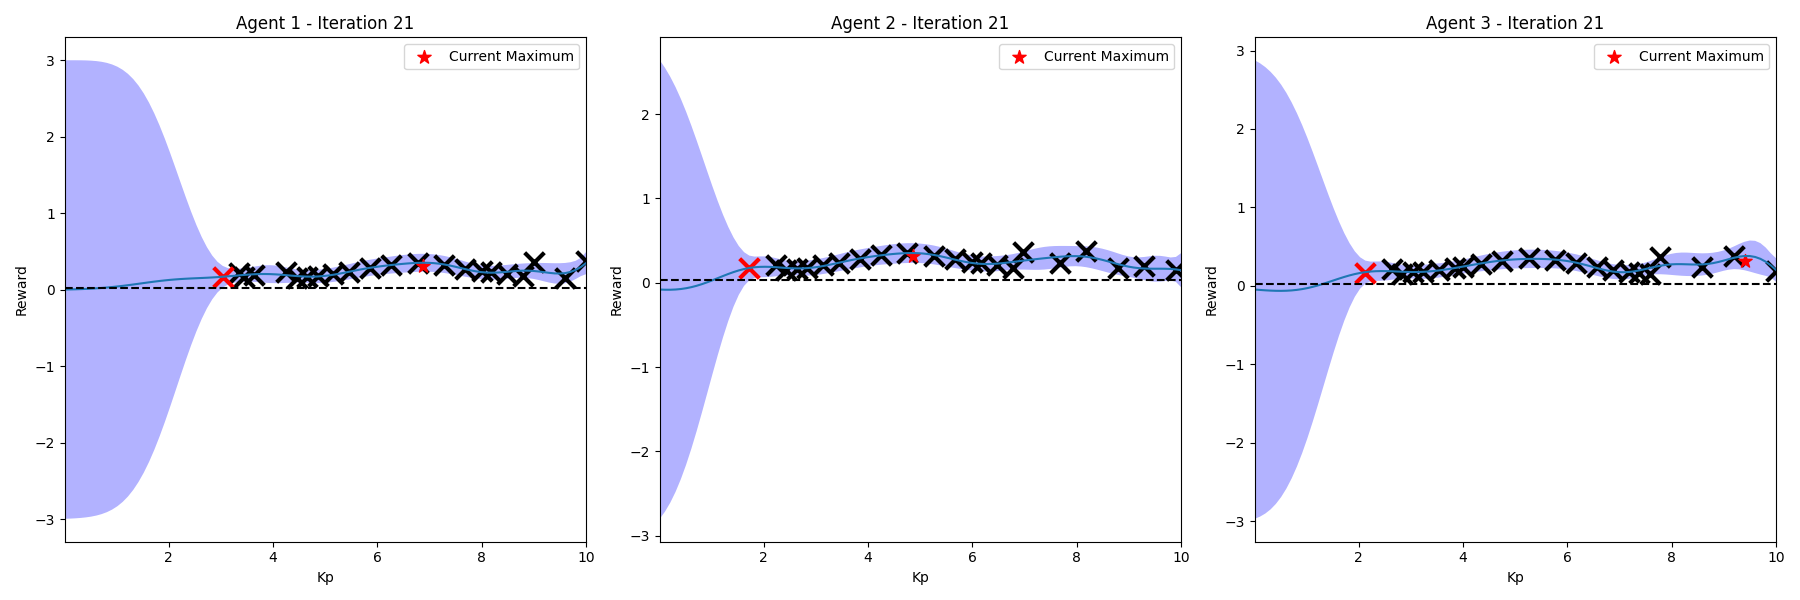 Agent 1 - Iteration 21
Current Maximum
Reward
3
2
1
0
−1
−2
−3
2
4
6
8
10
Kp
Agent 2 - Iteration 21
Current Maximum
Reward
2
1
0
−1
−2
−3
2
4
6
8
10
Kp
Agent 3 - Iteration 21
Current Maximum
Reward
3
2
1
0
−1
−2
−3
2
4
6
8
10
Kp